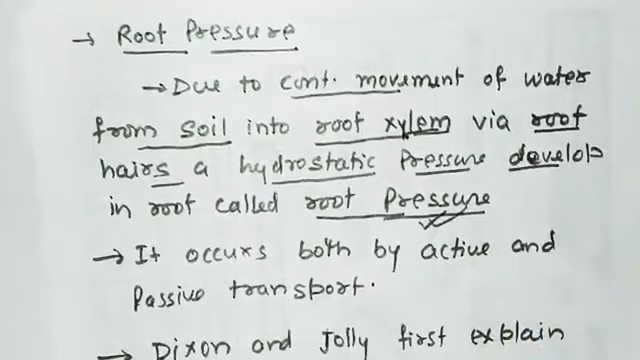 → Root Pressure
→ Due to cont. movement of water
from soil into root xylem via root
hairs a hydrostatic pressure develop
in root called root pressure
→ It occurs both by active and
Passive transport.
→ Dixon and Jolly first explain